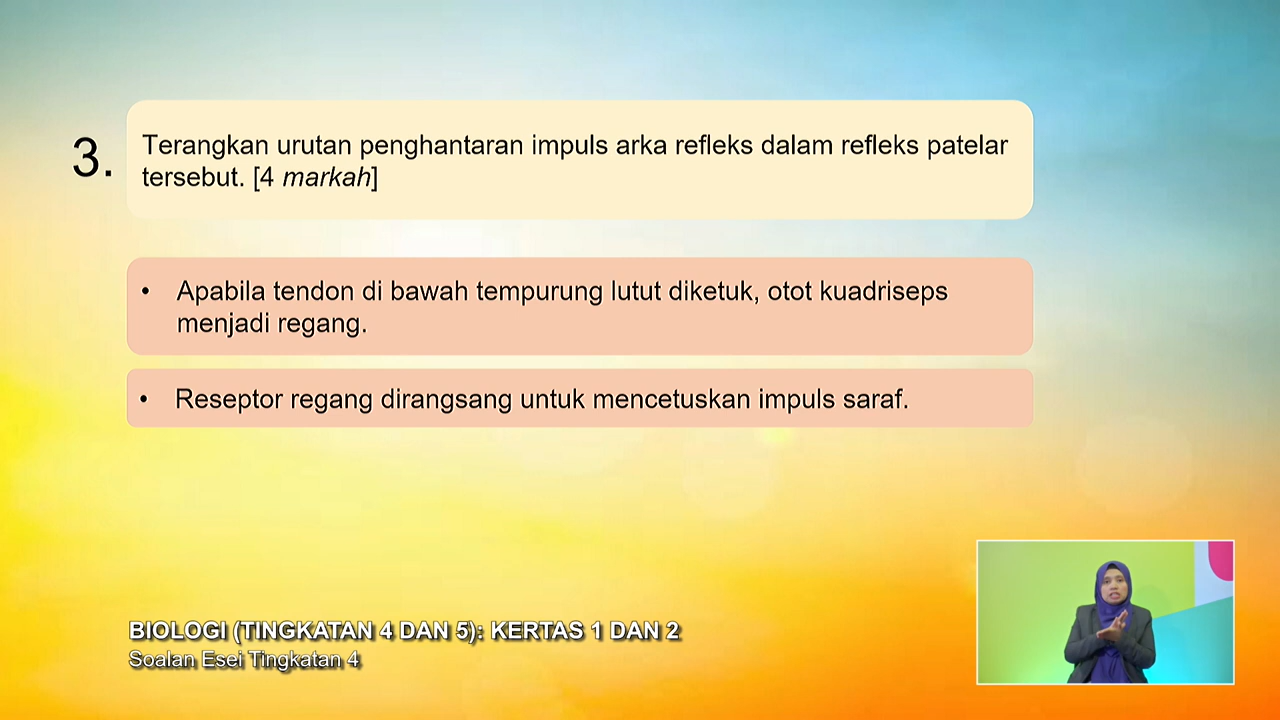 3.
Terangkan urutan penghantaran impuls arka refleks dalam refleks patelar
tersebut. [4 markah]
• Apabila tendon di bawah tempurung lutut diketuk, otot kuadriseps
menjadi regang.
• Reseptor regang dirangsang untuk mencetuskan impuls saraf.
BIOLOGI (TINGKATAN 4 DAN 5): KERTAS 1 DAN 2
Soalan Esei Tingkatan 4